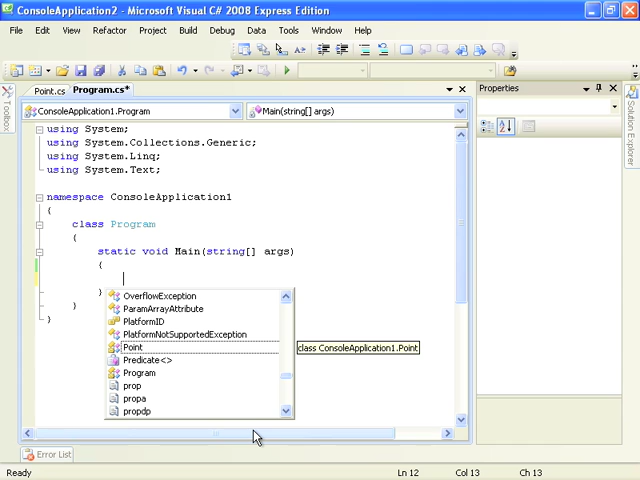 ConsoleApplication2 - Microsoft Visual C# 2008 Express Edition
File Edit View Refactor Project Build Debug Data Tools Window Help
Point.cs Program.cs*
Properties
ConsoleApplication1.Program
Main(string[] args)
Toolbox
Solution Explorer
using System;
using System.Collections.Generic;
using System.Linq;
using System.Text;
namespace ConsoleApplication1
{
class Program
{
static void Main(string[] args)
{
}
}
}
OverflowException
ParamArrayAttribute
PlatformID
PlatformNotSupportedException
Point
class ConsoleApplication1.Point
Predicate<>
Program
prop
propa
propdp
Error List
Ready Ln 12 Col 13 Ch 13